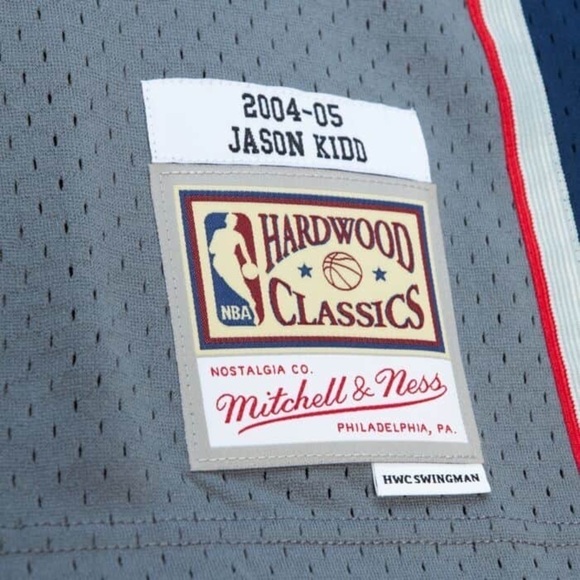 2004-05
JASON KIDD
HARDWOOD
NBA
CLASSICS
NOSTALGIA CO.
Mitchell & Ness
PHILADELPHIA, PA.
HWC SWINGMAN